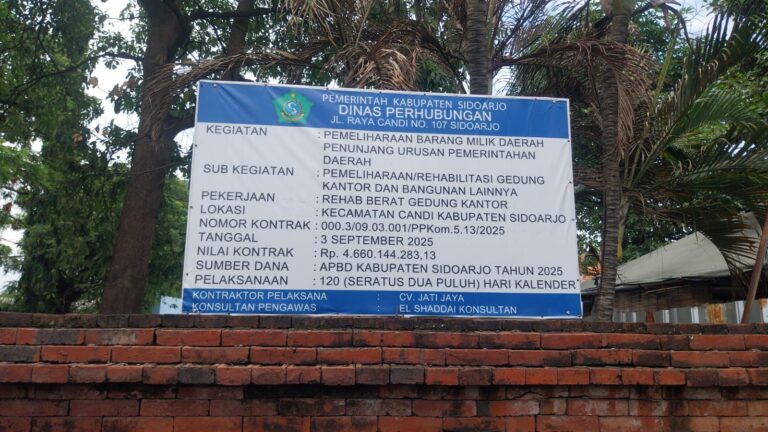 PEMERINTAH KABUPATEN SIDOARJO
DINAS PERHUBUNGAN
JL. RAYA CANDI NO. 107 SIDOARJO
KEGIATAN : PEMELIHARAAN BARANG MILIK DAERAH
PENUNJANG URUSAN PEMERINTAHAN
DAERAH
SUB KEGIATAN : PEMELIHARAAN/REHABILITASI GEDUNG
KANTOR DAN BANGUNAN LAINNYA
PEKERJAAN : REHAB BERAT GEDUNG KANTOR
LOKASI : KECAMATAN CANDI KABUPATEN SIDOARJO
NOMOR KONTRAK : 000.3/09.03.001/PPKom.5.13/2025
TANGGAL : 3 SEPTEMBER 2025
NILAI KONTRAK : Rp. 4.660.144.283,13
SUMBER DANA : APBD KABUPATEN SIDOARJO TAHUN 2025
PELAKSANAAN : 120 (SERATUS DUA PULUH) HARI KALENDER
KONTRAKTOR PELAKSANA : CV. JATI JAYA
KONSULTAN PENGAWAS : EL SHADDAI KONSULTAN